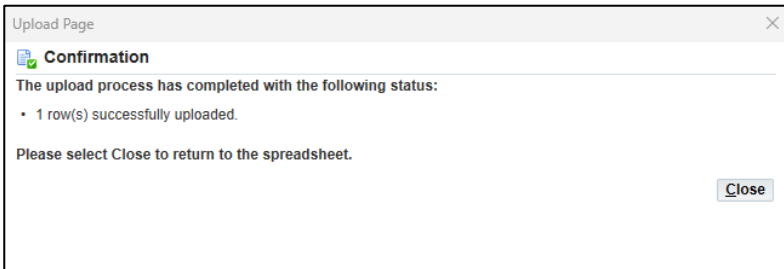 Upload Page
Confirmation
The upload process has completed with the following status:
• 1 row(s) successfully uploaded.
Please select Close to return to the spreadsheet.
Close